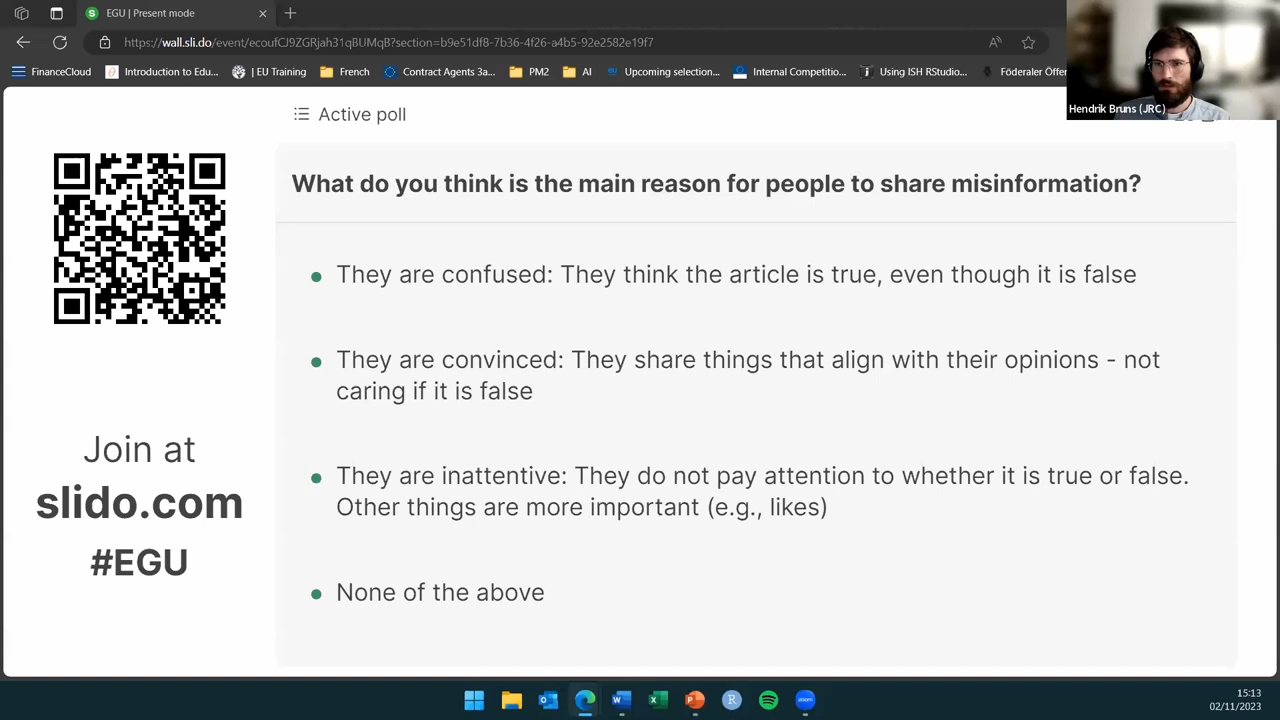 EGU | Present mode
https://wall.sli.do/event/ecoufCJ9ZGRjah31qBUMqB?section=b9e51df8-7b36-4f26-a4b5-92e2582e19f7
FinanceCloud
Introduction to Edu...
| EU Training
French
Contract Agents 3a...
PM2
AI
Upcoming selection...
Internal Competitio...
Using ISH RStudio...
Föderaler Öffer
Hendrik Bruns (JRC)
Active poll
What do you think is the main reason for people to share misinformation?
They are confused: They think the article is true, even though it is false
They are convinced: They share things that align with their opinions - not
caring if it is false
They are inattentive: They do not pay attention to whether it is true or false.
Other things are more important (e.g., likes)
None of the above
Join at
slido.com
#EGU
15:13
02/11/2023